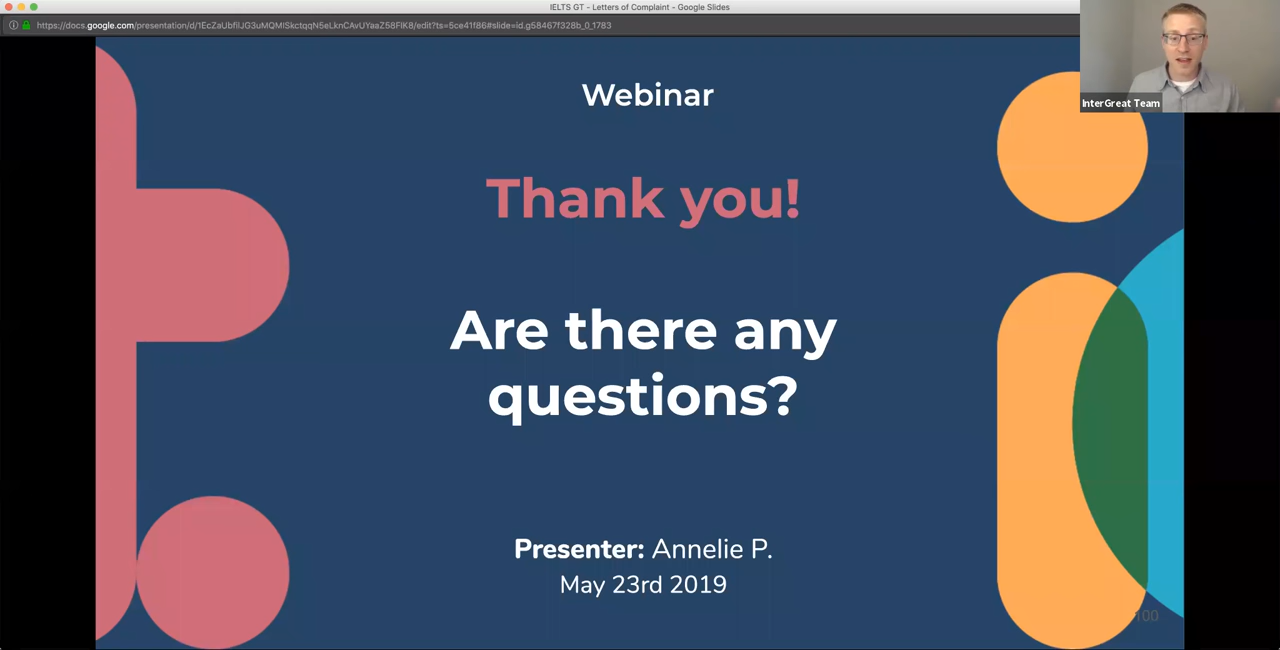 IELTS GT - Letters of Complaint - Google Slides
Webinar
Thank you!
Are there any
questions?
Presenter: Annelie P.
May 23rd 2019
100
InterGreat Team